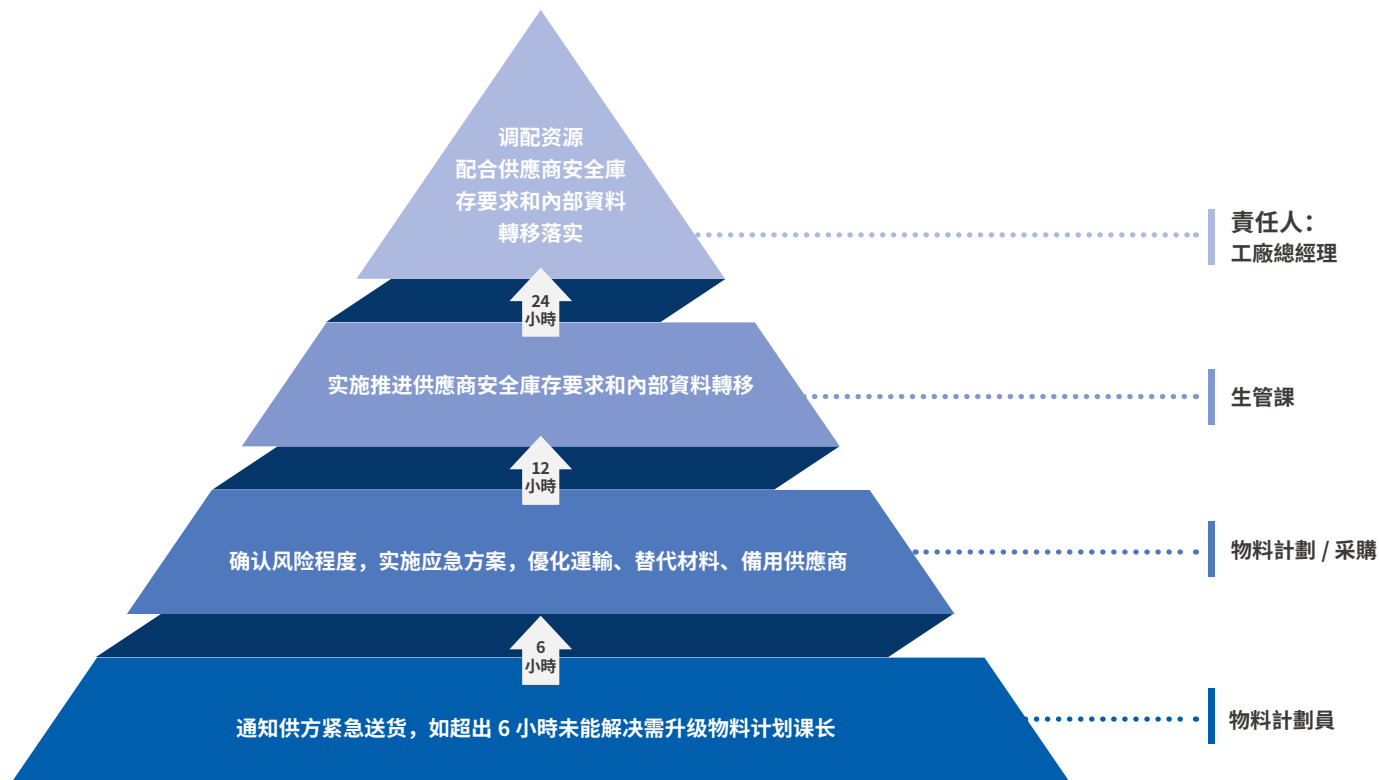 调配资源
配合供應商安全庫
存要求和內部資料
轉移落实
責任人：
工廠總經理
24
小時
实施推进供應商安全庫存要求和內部資料轉移
生管課
12
小時
确认风险程度，实施应急方案，優化運輸、替代材料、備用供應商
物料計劃 / 采購
6
小時
通知供方紧急送货，如超出 6 小時未能解决需升级物料计划课长
物料計劃員